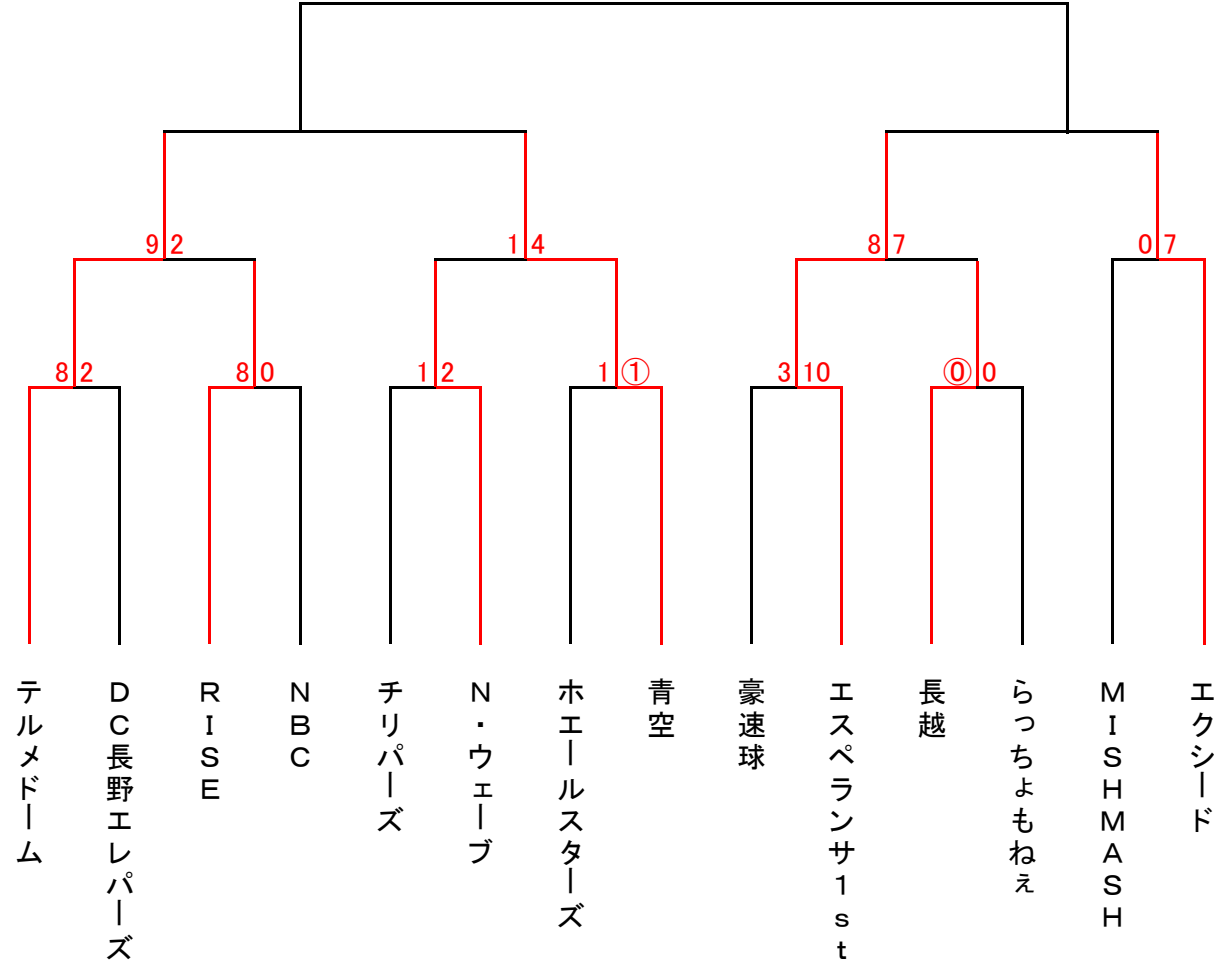 9 2
1 4
8 7
0 7
8 2
8 0
1 2
1 ①
3 10
⓪ 0
テルメドーム
DC長野エレパーズ
RISE
NBC
チリパーズ
N・ウェーブ
ホエールスターズ
青空
豪速球
エスペランサ1st
長越
らっちょもねぇ
MISHMASH
エクシード